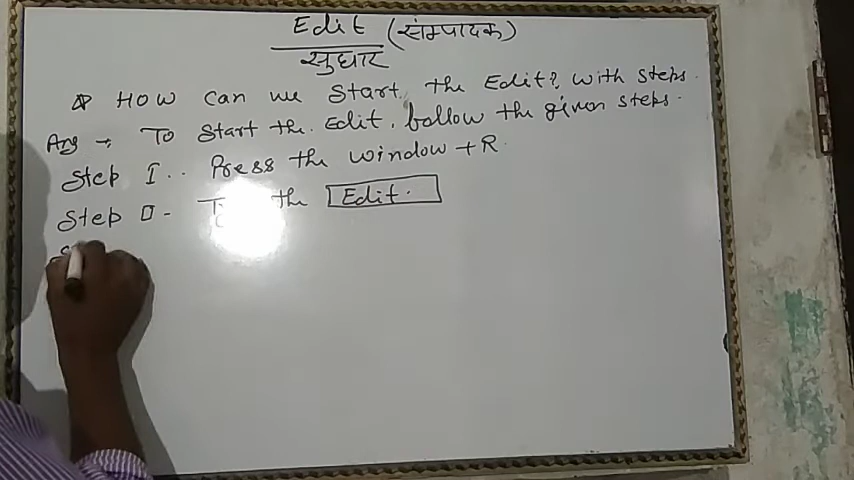 Edit (संम्पादक)
सुधार
HOW can we start the Edit? with steps.
Ans → To start the Edit, follow the given steps.
Step I.. Press the window + R.
Step II - the Edit.